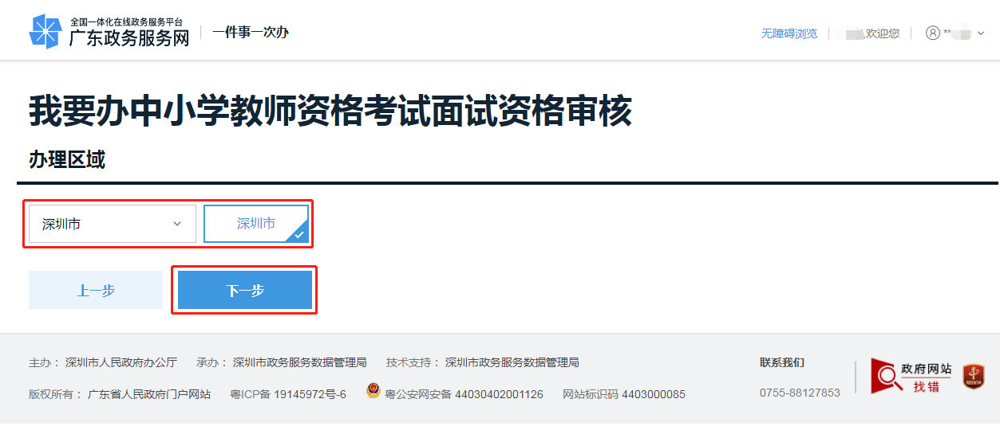 全国一体化在线政务服务平台
广东政务服务网
一件事一次办
无障碍浏览
欢迎您
**
我要办中小学教师资格考试面试资格审核
办理区域
深圳市
深圳市
上一步
下一步
主办： 深圳市人民政府办公厅 承办： 深圳市政务服务数据管理局 技术支持： 深圳市政务服务数据管理局
版权所有： 广东省人民政府门户网站 粤ICP备 19145972号-6 粤公安网安备 44030402001126 网站标识码 4403000085
联系我们
0755-88127853
政府网站
找错